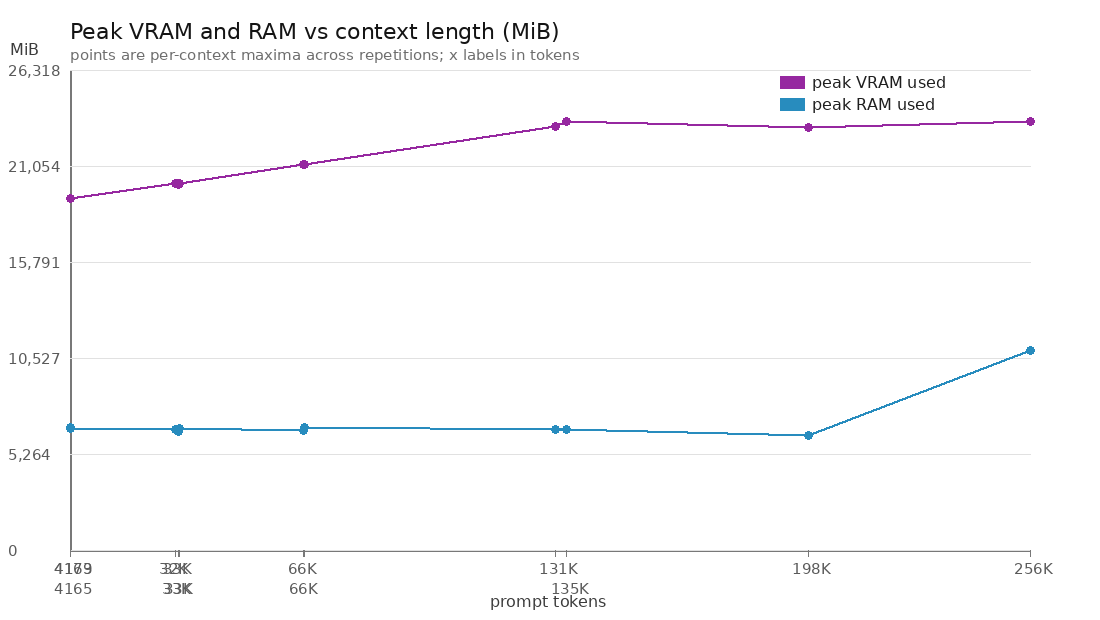 Peak VRAM and RAM vs context length (MiB)
MiB
points are per-context maxima across repetitions; x labels in tokens
26,318
peak VRAM used
peak RAM used
21,054
15,791
10,527
5,264
0
66K 131K 198K 256K
4165 33K 66K 135K
prompt tokens